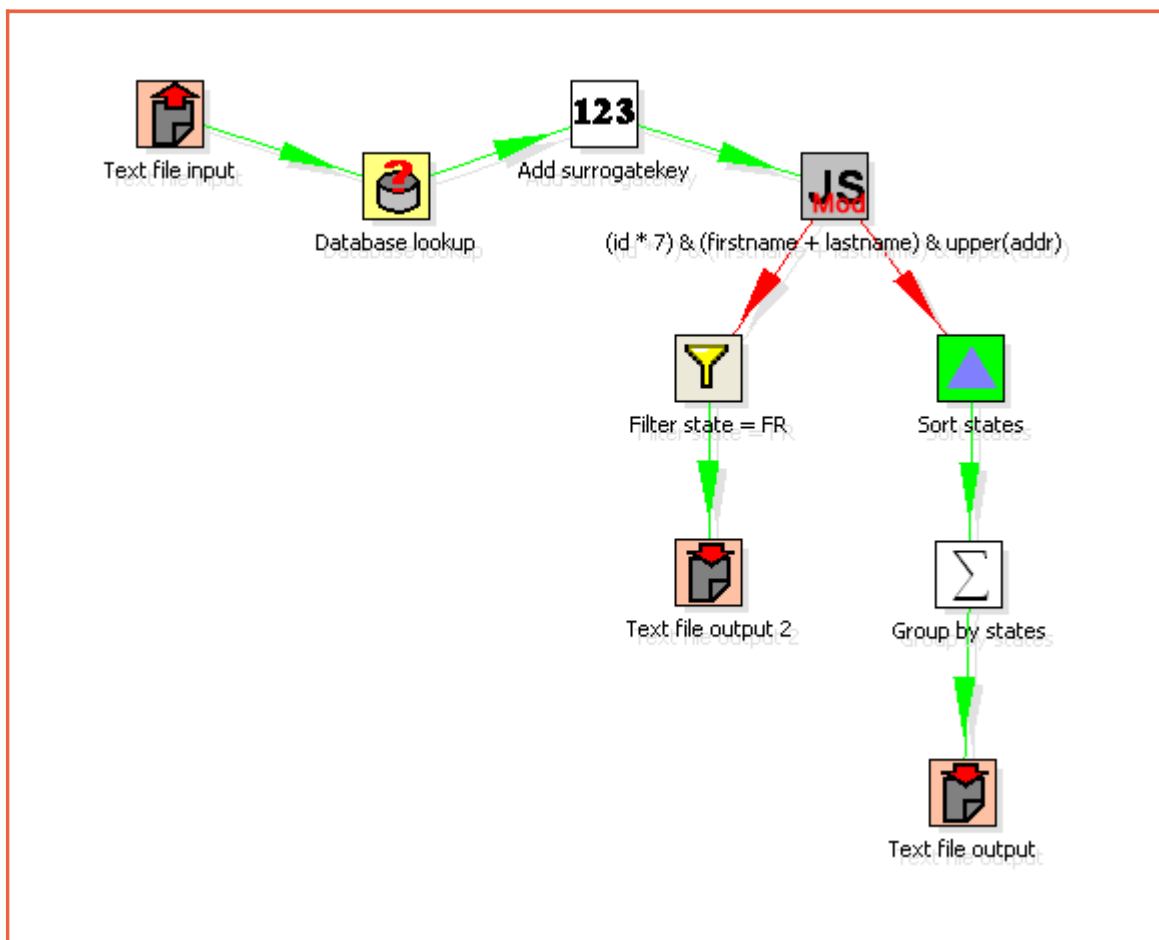 Text file input
Database lookup
123
Add surrogatekey
JS
Mod
(id * 7) & (firstname + lastname) & upper(addr)
Filter state = FR
Sort states
Text file output 2
Σ
Group by states
Text file output